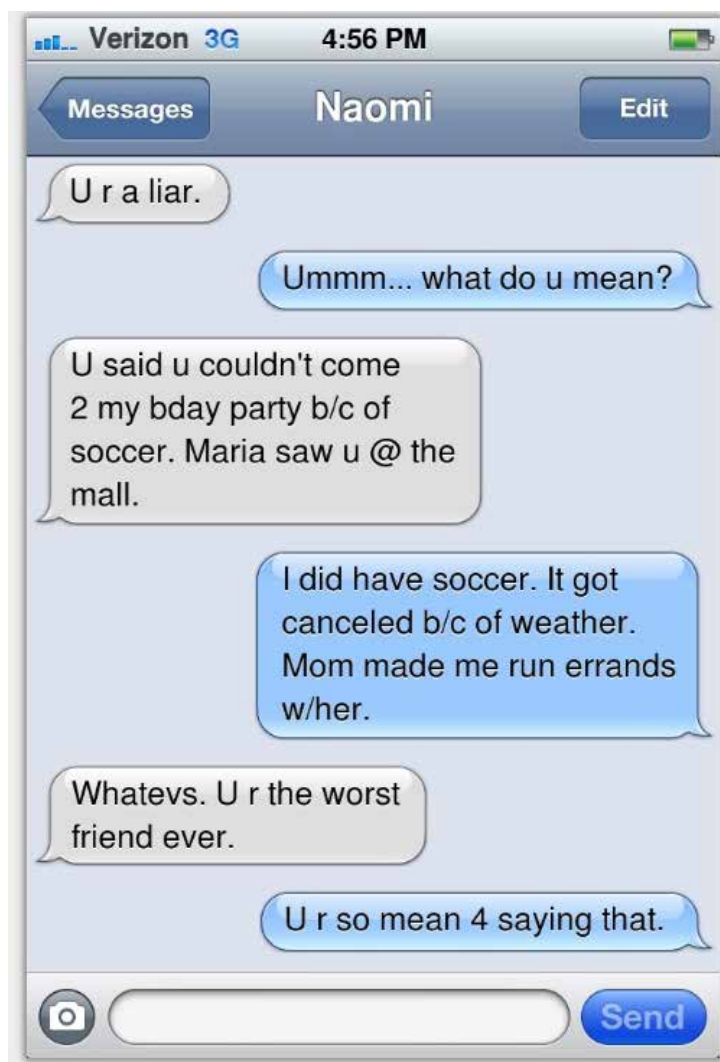 Verizon 3G 4:56 PM
Messages Naomi Edit
U r a liar.
Ummm... what do u mean?
U said u couldn't come
2 my bday party b/c of
soccer. Maria saw u @ the
mall.
I did have soccer. It got
canceled b/c of weather.
Mom made me run errands
w/her.
Whatevs. U r the worst
friend ever.
U r so mean 4 saying that.
Send